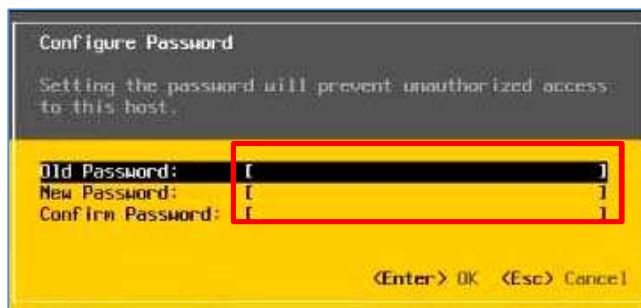 Configure Password
Setting the password will prevent unauthorized access
to this host.
Old Password: [ ]
New Password: [ ]
Confirm Password: [ ]
<Enter> OK <Esc> Cancel